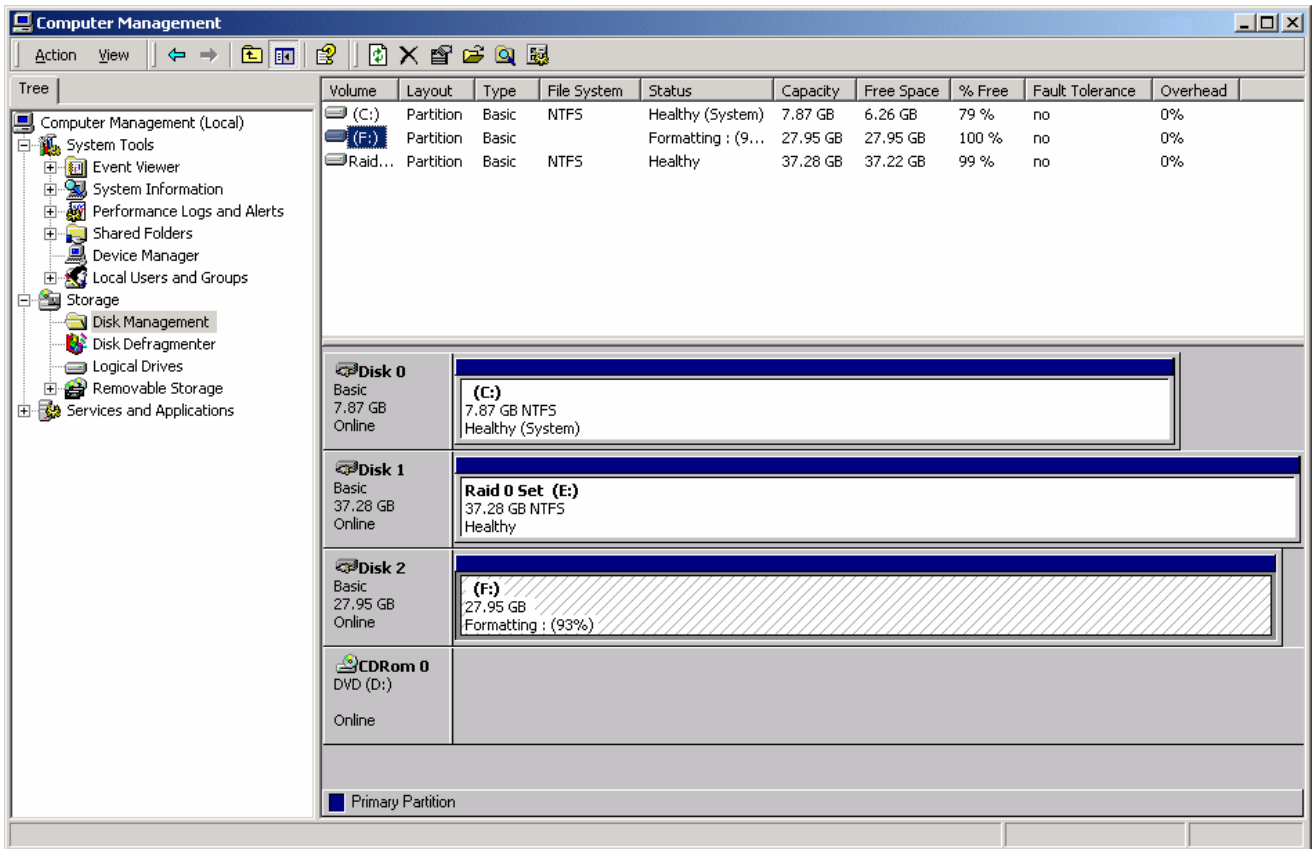 Computer Management
Action View
Tree
Computer Management (Local)
System Tools
Event Viewer
System Information
Performance Logs and Alerts
Shared Folders
Device Manager
Local Users and Groups
Storage
Disk Management
Disk Defragmenter
Logical Drives
Removable Storage
Services and Applications
Volume Layout Type File System Status Capacity Free Space % Free Fault Tolerance Overhead
(C:) Partition Basic NTFS Healthy (System) 7.87 GB 6.26 GB 79 % no 0%
(F:) Partition Basic Formatting : (9... 27.95 GB 27.95 GB 100 % no 0%
Raid... Partition Basic NTFS Healthy 37.28 GB 37.22 GB 99 % no 0%
Disk 0
Basic
7.87 GB
Online
(C:)
7.87 GB NTFS
Healthy (System)
Disk 1
Basic
37.28 GB
Online
Raid 0 Set (E:)
37.28 GB NTFS
Healthy
Disk 2
Basic
27.95 GB
Online
(F:)
27.95 GB
Formatting : (93%)
CDRom 0
DVD (D:)
Online
Primary Partition